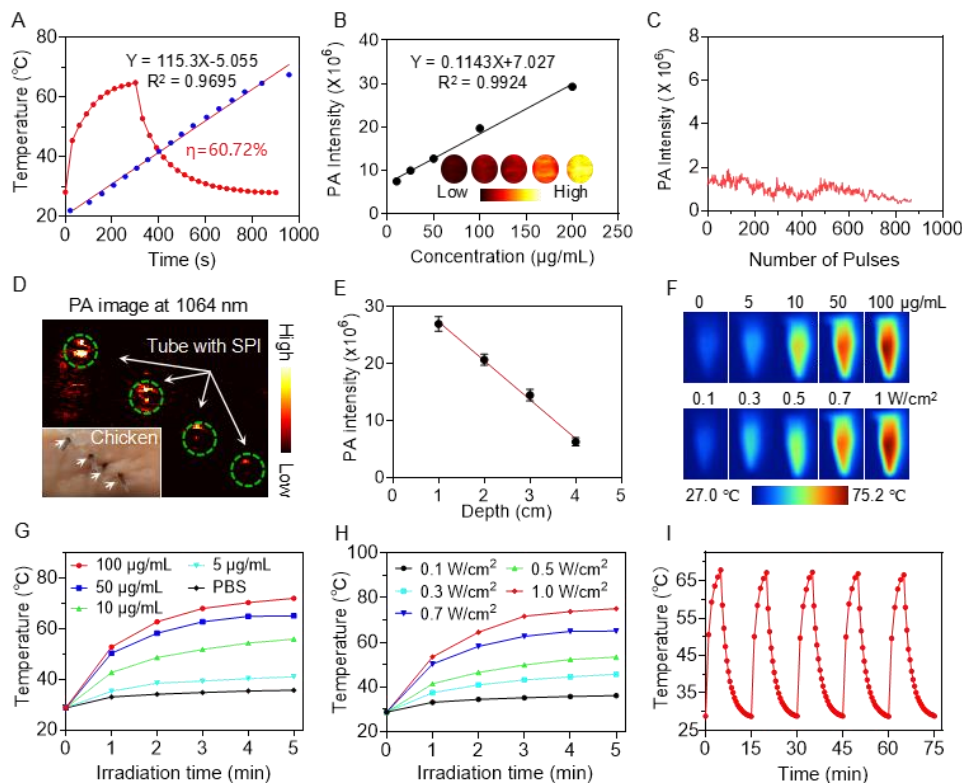 A
Temperature (°C)
80
60
40
20
Y = 115.3X-5.055
R² = 0.9695
η=60.72%
0 200 400 600 800 1000
Time (s)
B
PA Intensity (X10⁶)
40
30
20
10
0
Y = 0.1143X+7.027
R² = 0.9924
Low High
0 50 100 150 200 250
Concentration (μg/mL)
C
PA Intensity ( X 10⁶)
8
6
4
2
0
0 200 400 600 800 1000
Number of Pulses
D
PA image at 1064 nm
Tube with SPI
Chicken
High
Low
E
PA intensity (x10⁶)
30
20
10
0
0 1 2 3 4 5
Depth (cm)
F
0 5 10 50 100 μg/mL
0.1 0.3 0.5 0.7 1 W/cm²
27.0 °C 75.2 °C
G
Temperature (°C)
100
80
60
40
20
100 μg/mL
50 μg/mL
10 μg/mL
5 μg/mL
PBS
0 1 2 3 4 5
Irradiation time (min)
H
Temperature (°C)
100
80
60
40
20
0.1 W/cm²
0.3 W/cm²
0.7 W/cm²
0.5 W/cm²
1.0 W/cm²
0 1 2 3 4 5
Irradiation time (min)
I
Temperature (°C)
65
55
45
35
25
0 15 30 45 60 75
Time (min)